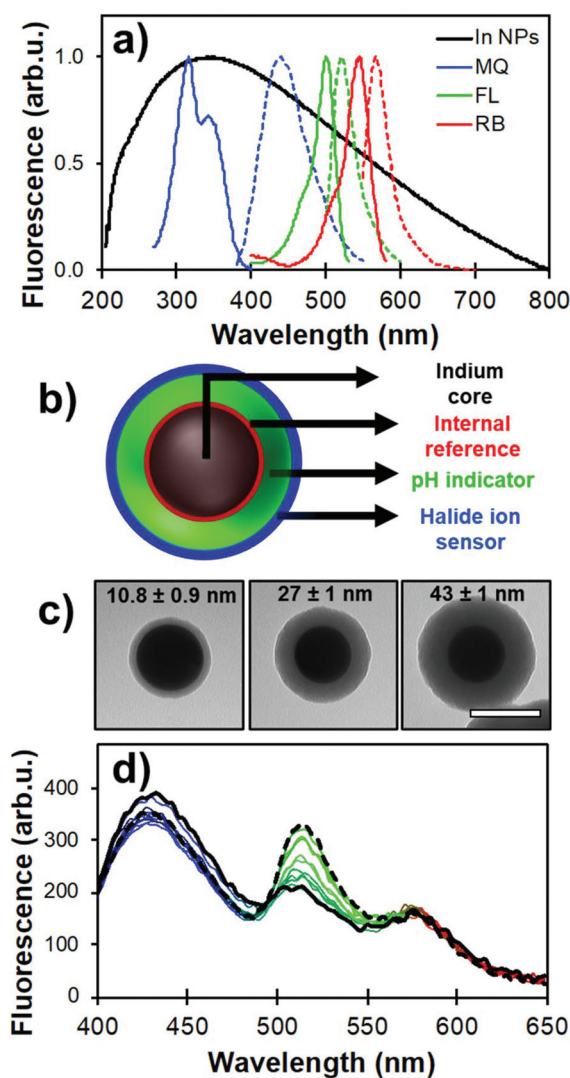 a)
Fluorescence (arb.u.)
1.0
0.5
0.0
200 300 400 500 600 700 800
Wavelength (nm)
In NPs
MQ
FL
RB
b)
Indium
core
Internal
reference
pH indicator
Halide ion
sensor
c)
10.8 ± 0.9 nm
27 ± 1 nm
43 ± 1 nm
d)
Fluorescence (arb.u.)
400
300
200
100
0
400 450 500 550 600 650
Wavelength (nm)